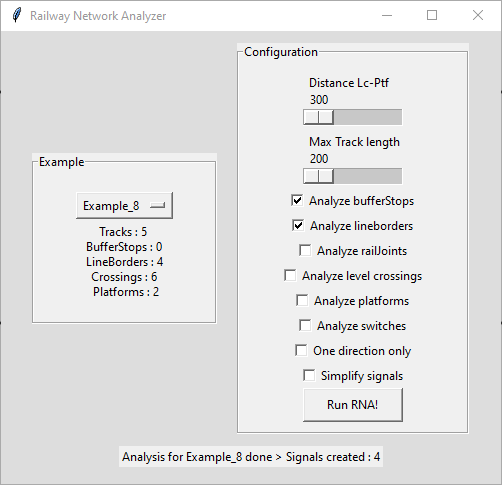 Railway Network Analyzer
Configuration
Distance Lc-Ptf
300
Max Track length
200
Analyze bufferStops
Analyze lineborders
Analyze railJoints
Analyze level crossings
Analyze platforms
Analyze switches
One direction only
Simplify signals
Run RNA!
Example
Example_8
Tracks : 5
BufferStops : 0
LineBorders : 4
Crossings : 6
Platforms : 2
Analysis for Example_8 done > Signals created : 4